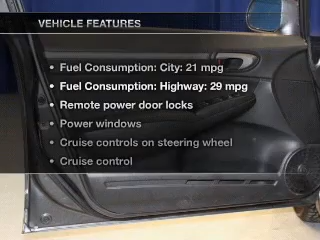 VEHICLE FEATURES
• Fuel Consumption: City: 21 mpg
• Fuel Consumption: Highway: 29 mpg
• Remote power door locks
• Power windows
• Cruise controls on steering wheel
• Cruise control